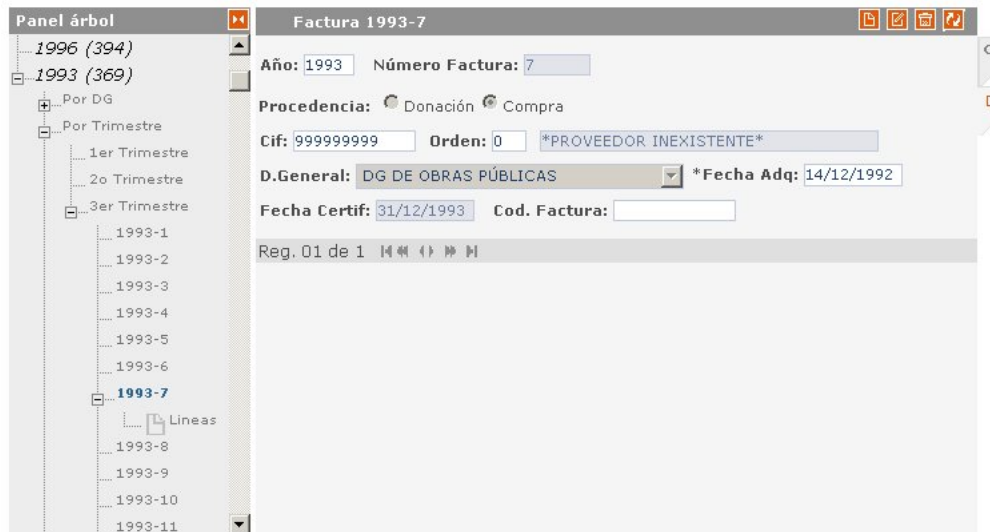 Panel árbol
1996 (394)
1993 (369)
Por DG
Por Trimestre
1er Trimestre
2o Trimestre
3er Trimestre
1993-1
1993-2
1993-3
1993-4
1993-5
1993-6
1993-7
Lineas
1993-8
1993-9
1993-10
1993-11
Factura 1993-7
Año: 1993 Número Factura: 7
Procedencia: Donación Compra
Cif: 999999999 Orden: 0 *PROVEEDOR INEXISTENTE*
D.General: DG DE OBRAS PÚBLICAS *Fecha Adq: 14/12/1992
Fecha Certif: 31/12/1993 Cod. Factura:
Reg. 01 de 1